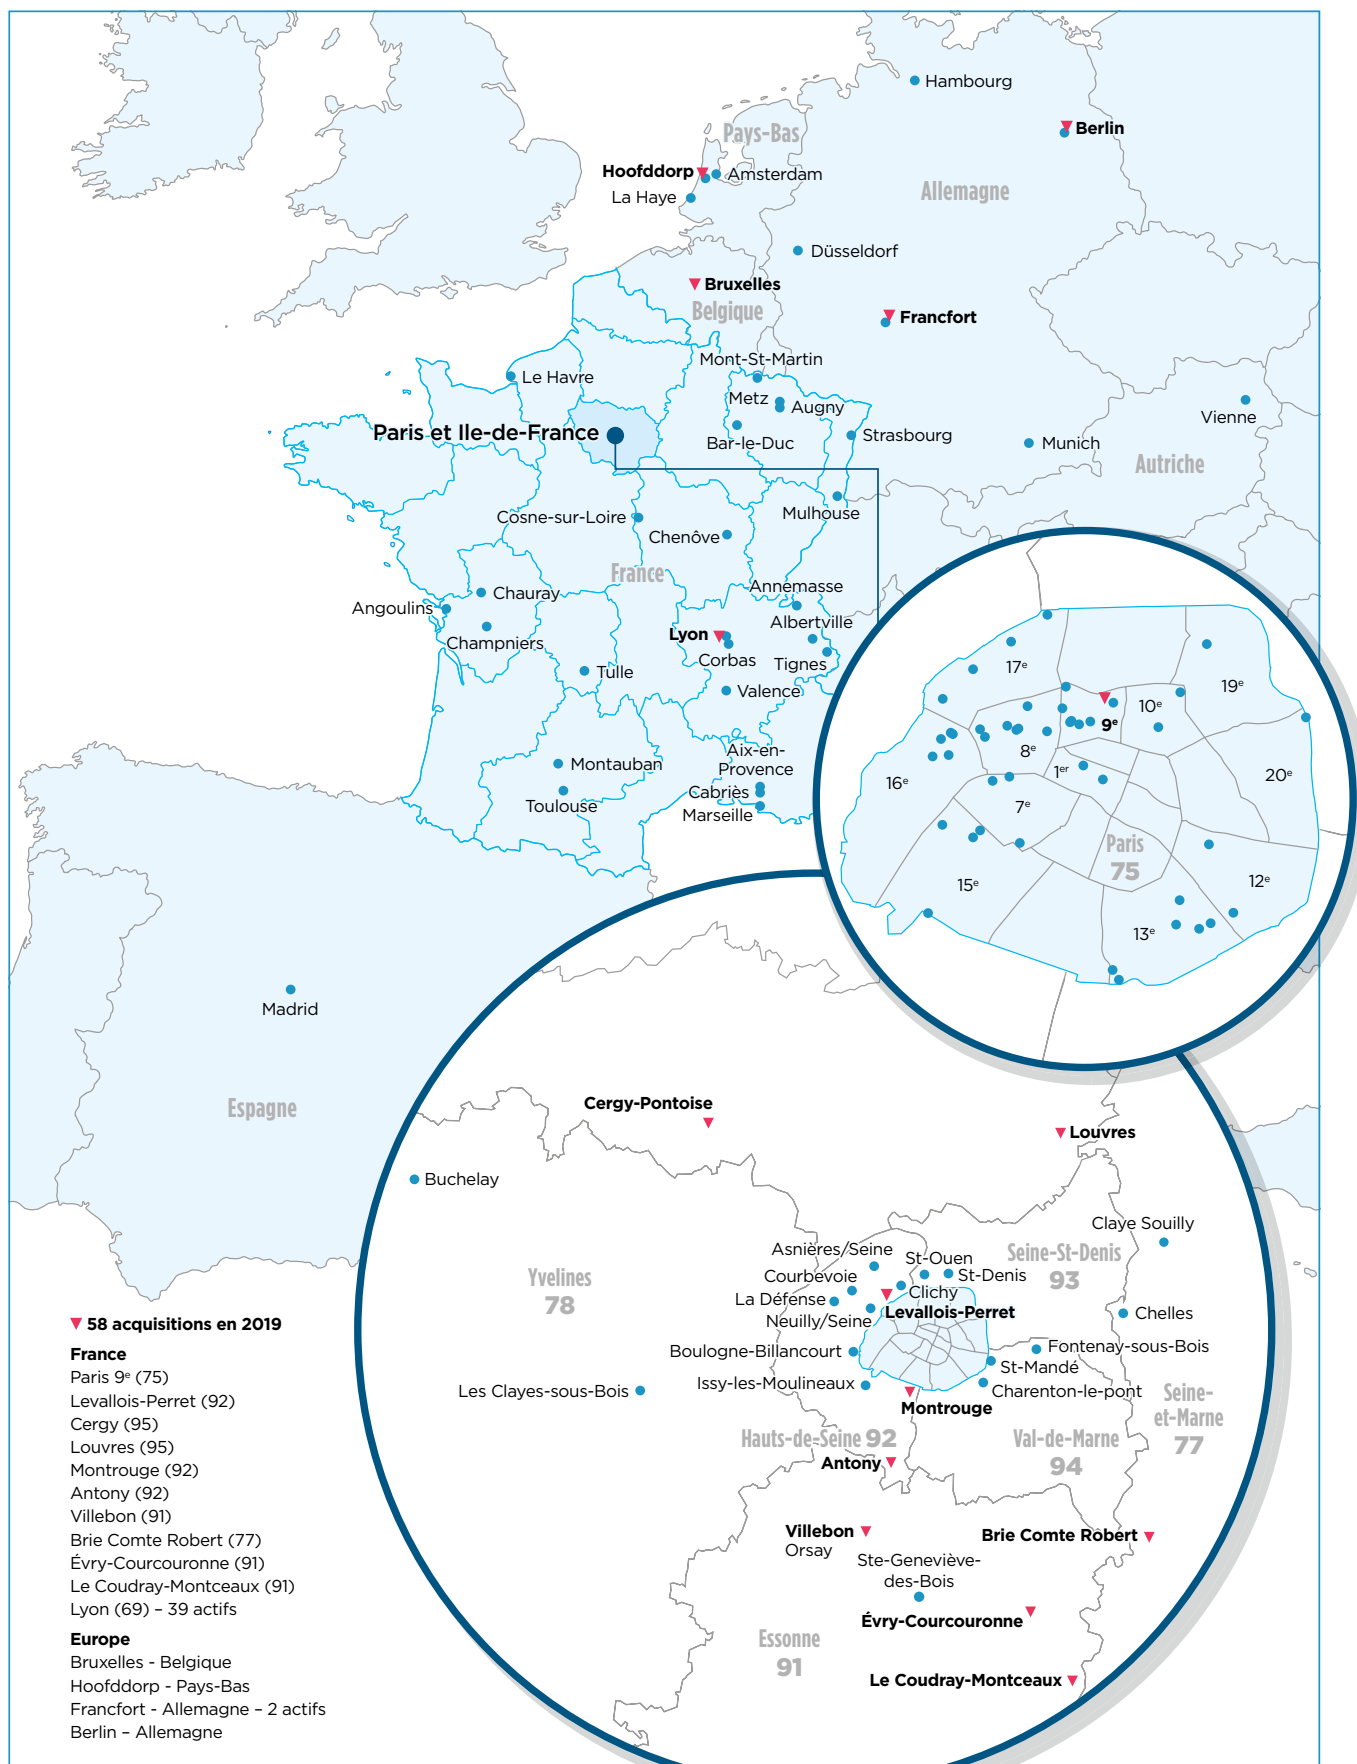 Hambourg
Berlin
Pays-Bas
Hoofddorp
Amsterdam
La Haye
Allemagne
Düsseldorf
Bruxelles
Belgique
Francfort
Mont-St-Martin
Le Havre
Metz
Augny
Vienne
Paris et Ile-de-France
Bar-le-Duc
Strasbourg
Munich
Autriche
Cosne-sur-Loire
Mulhouse
Chenôve
France
Annemasse
Chauray
Angoulins
Albertville
Champniers
Lyon
Corbas
Tignes
Tulle
Valence
Montauban
Aix-en-
Provence
Toulouse
Cabriès
Marseille
17e
19e
10e
9e
8e
1er
16e
20e
7e
Paris
75
15e
12e
13e
Madrid
Espagne
Cergy-Pontoise
Louvres
Buchelay
Claye Souilly
Asnières/Seine
St-Ouen
Seine-St-Denis
93
Courbevoie
St-Denis
Yvelines
78
La Défense
Clichy
Levallois-Perret
Neuilly/Seine
Chelles
Boulogne-Billancourt
Fontenay-sous-Bois
St-Mandé
Issy-les-Moulineaux
Charenton-le-pont
Les Clayes-sous-Bois
Montrouge
Seine-
et-Marne
77
Hauts-de-Seine 92
Val-de-Marne
94
Antony
Villebon
Orsay
Brie Comte Robert
Ste-Geneviève-
des-Bois
Évry-Courcouronne
Essonne
91
Le Coudray-Montceaux
58 acquisitions en 2019
France
Paris 9e (75)
Levallois-Perret (92)
Cergy (95)
Louvres (95)
Montrouge (92)
Antony (92)
Villebon (91)
Brie Comte Robert (77)
Évry-Courcouronne (91)
Le Coudray-Montceaux (91)
Lyon (69) – 39 actifs
Europe
Bruxelles - Belgique
Hoofddorp - Pays-Bas
Francfort - Allemagne – 2 actifs
Berlin – Allemagne